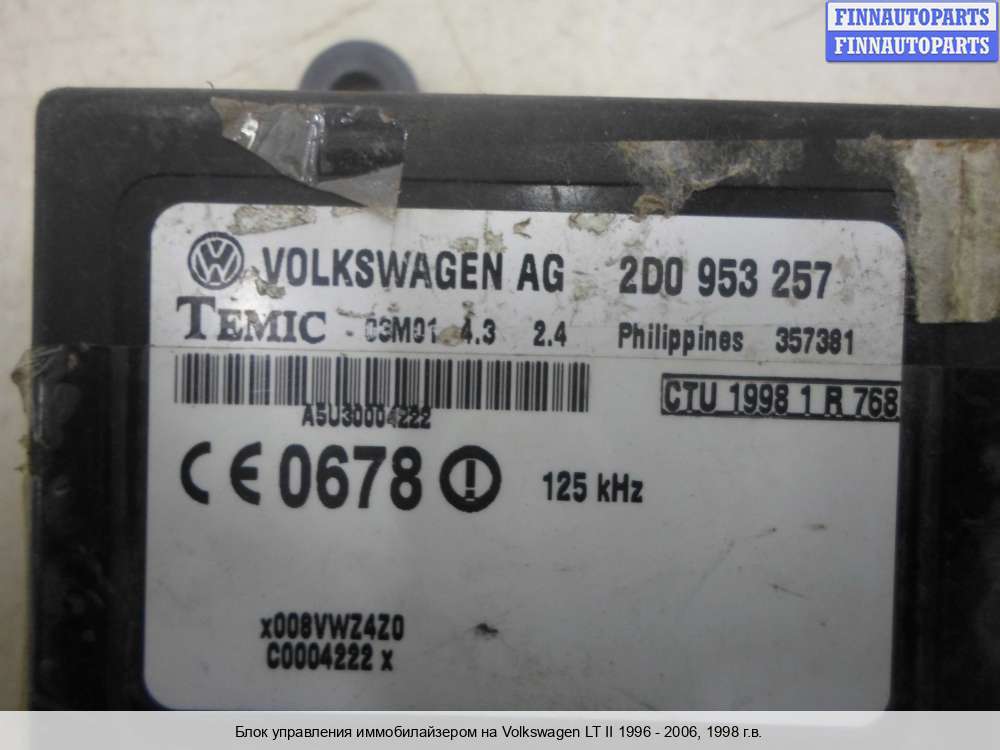 FINNAUTOPARTS
FINNAUTOPARTS
VOLKSWAGEN AG 2D0 953 257
TEMIC 03M01 4.3 2.4 Philippines 357381
A5U30004222
CTU 1998 1 R 768
CE 0678 125 kHz
x008VWZ4Z0
C0004222 x
Блок управления иммобилайзером на Volkswagen LT II 1996 - 2006, 1998 г.в.